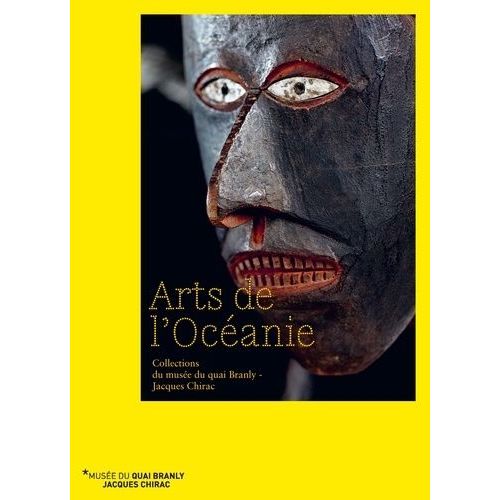 Arts de
l'Océanie
Collections
du musée du quai Branly -
Jacques Chirac
*MUSÉE DU QUAI BRANLY
JACQUES CHIRAC